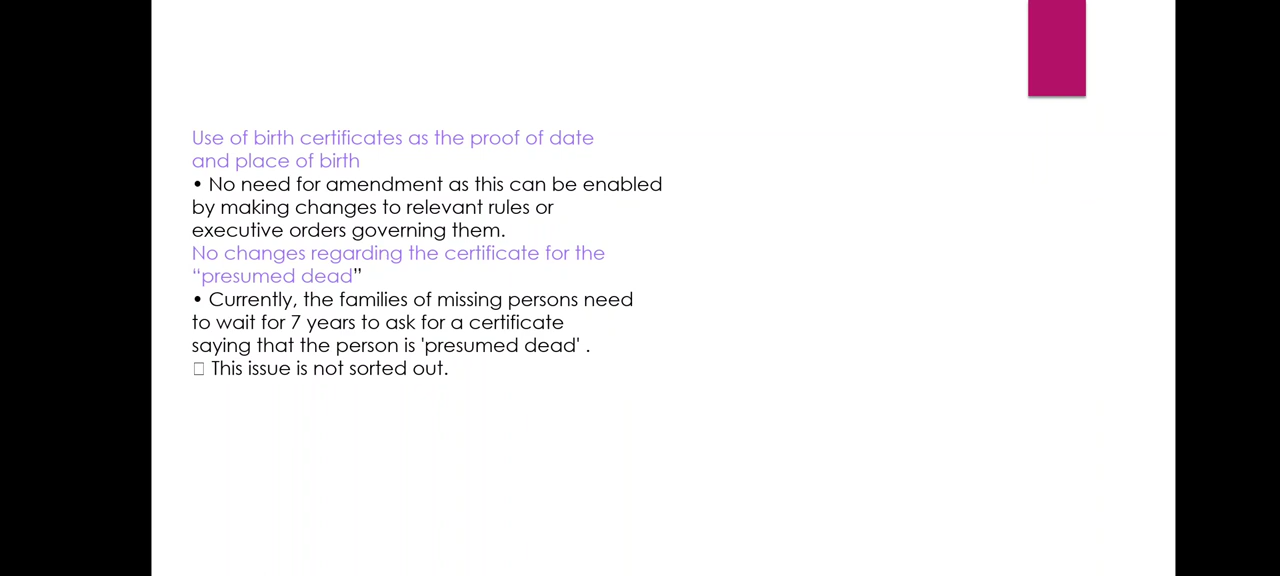 Use of birth certificates as the proof of date
and place of birth
• No need for amendment as this can be enabled
by making changes to relevant rules or
executive orders governing them.
No changes regarding the certificate for the
“presumed dead”
• Currently, the families of missing persons need
to wait for 7 years to ask for a certificate
saying that the person is 'presumed dead' .
□ This issue is not sorted out.